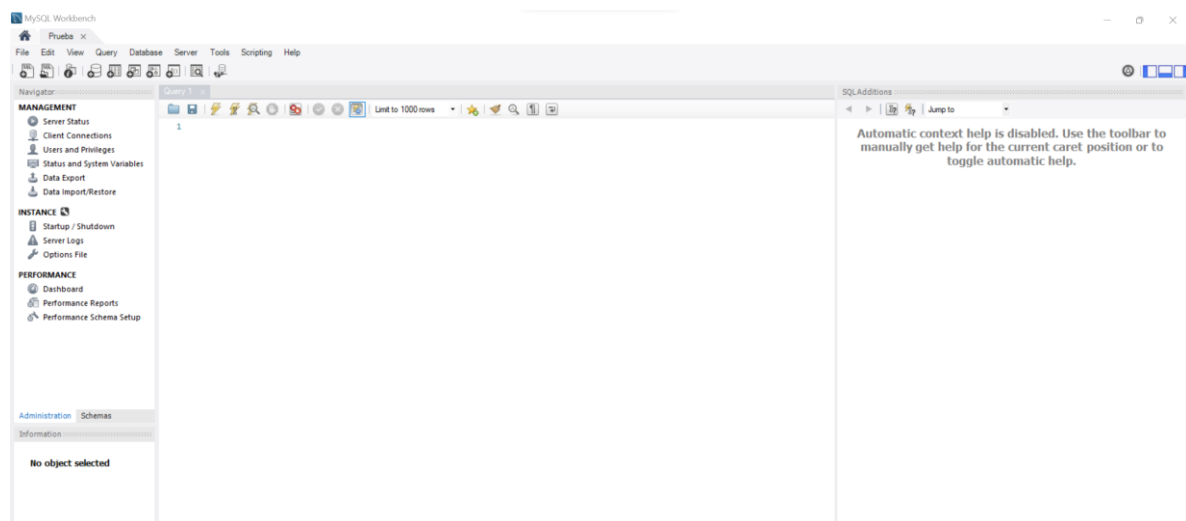 MySQL Workbench
Prueba ×
File Edit View Query Database Server Tools Scripting Help
Navigator
MANAGEMENT
Server Status
Client Connections
Users and Privileges
Status and System Variables
Data Export
Data Import/Restore
INSTANCE
Startup / Shutdown
Server Logs
Options File
PERFORMANCE
Dashboard
Performance Reports
Performance Schema Setup
Administration Schemas
Information
No object selected
Query 1 ×
Limit to 1000 rows
1
SQLAdditions
Jump to
Automatic context help is disabled. Use the toolbar to
manually get help for the current caret position or to
toggle automatic help.